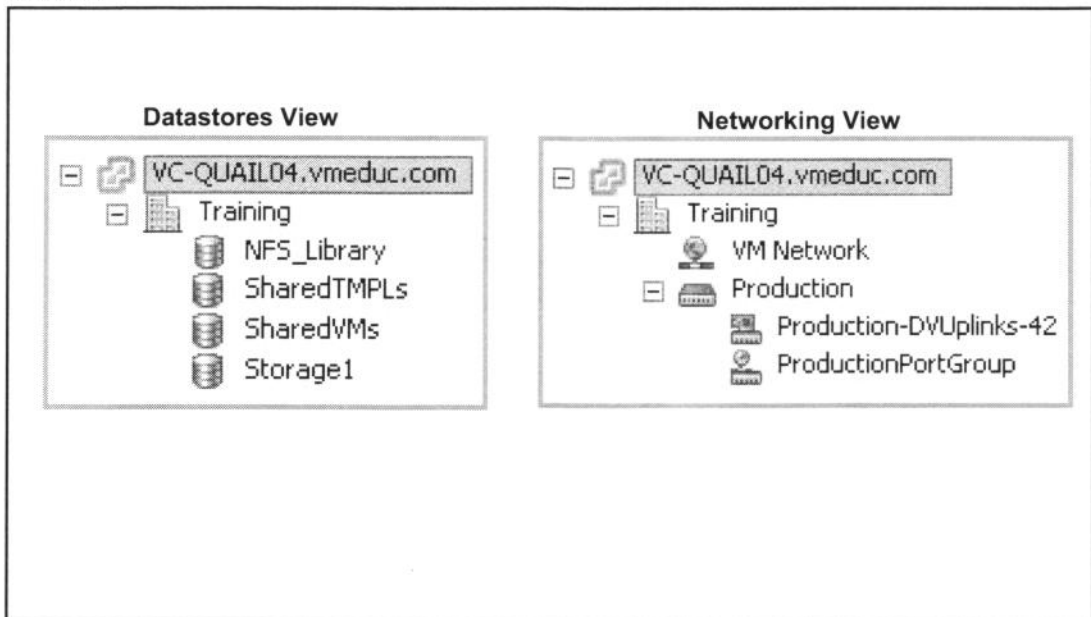 Datastores View
VC-QUAIL04.vmeduc.com
Training
NFS_Library
SharedTMPLs
SharedVMs
Storage1
Networking View
VC-QUAIL04.vmeduc.com
Training
VM Network
Production
Production-DVUplinks-42
ProductionPortGroup